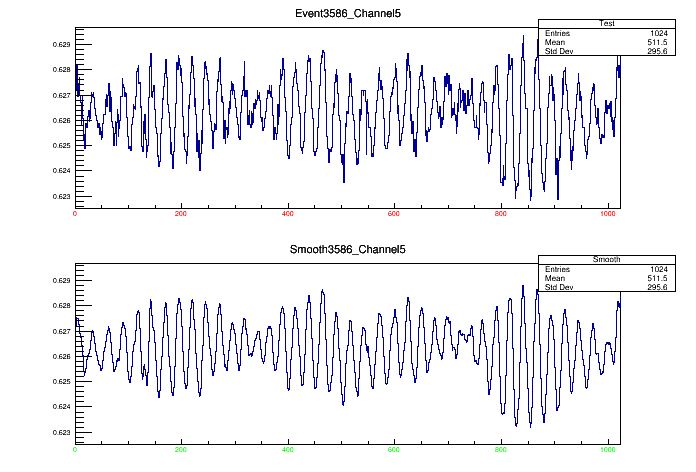 Event3586_Channel5
Test
Entries 1024
Mean 511.5
Std Dev 295.6
0.629
0.628
0.627
0.626
0.625
0.624
0.623
0 200 400 600 800 1000
Smooth3586_Channel5
Smooth
Entries 1024
Mean 511.5
Std Dev 295.6
0.629
0.628
0.627
0.626
0.625
0.624
0.623
0 200 400 600 800 1000